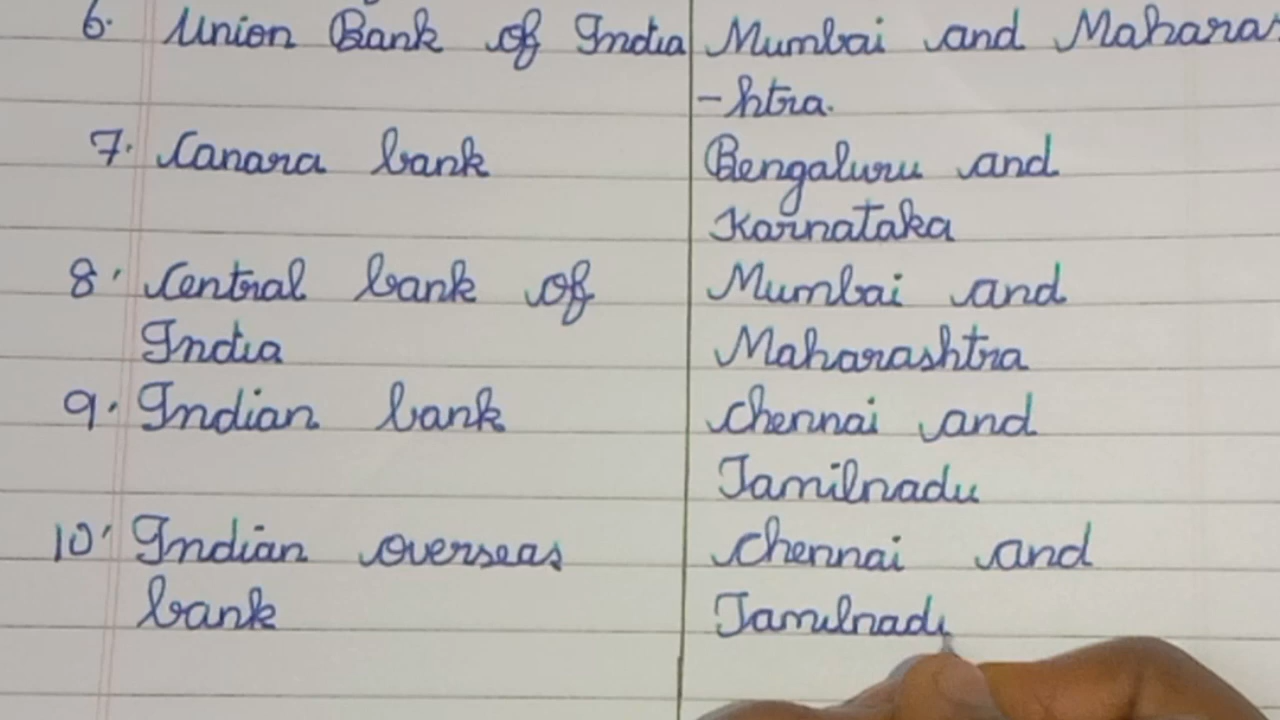 6. Union Bank of India Mumbai and Mahara
-htra.
7. Canara bank Bengaluru and
Karnataka
8. Central bank of Mumbai and
India Maharashtra
9. Indian bank Chennai and
Tamilnadu
10. Indian overseas Chennai and
bank Tamilnadu